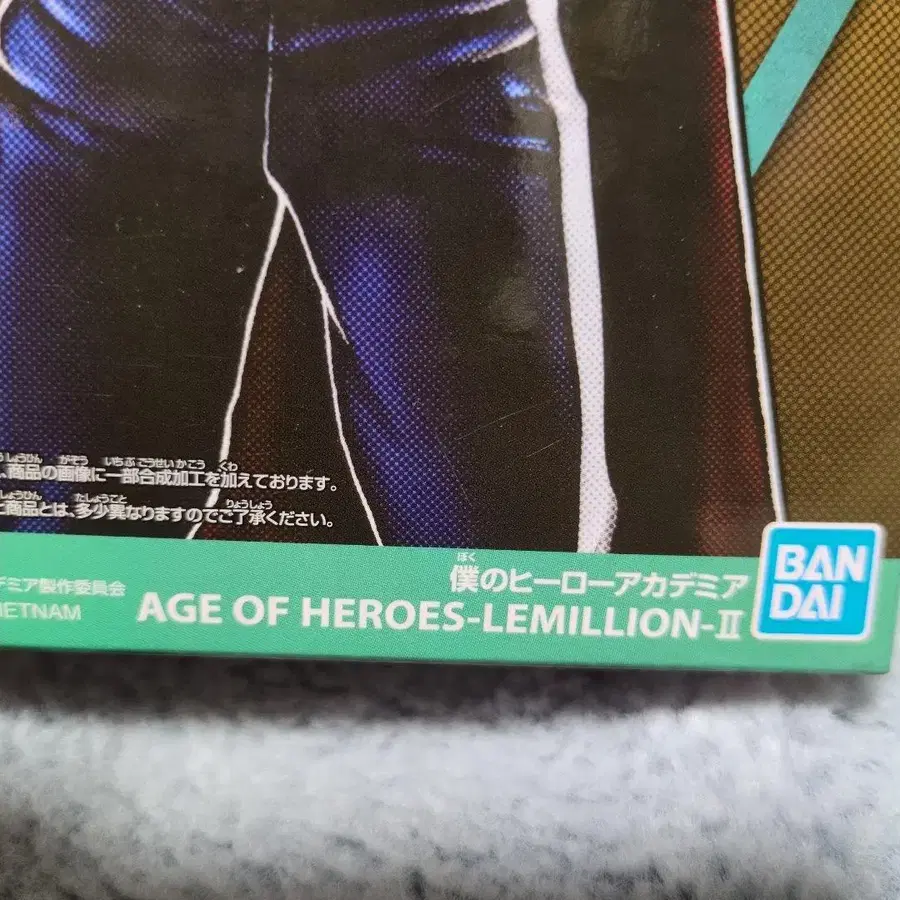 商品の画像に一部合成加工を加えております。
と商品とは、多少異なりますのでご了承ください。
デミア製作委員会
IETNAM
ぼく
僕のヒーローアカデミア
AGE OF HEROES-LEMILLION-II
BAN
DAI